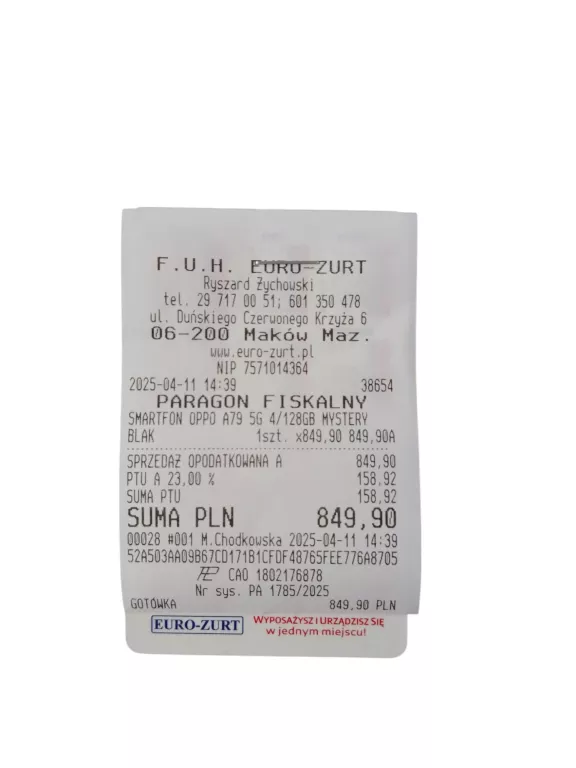 F.U.H. EURO-ZURT
Ryszard Żychowski
tel. 29 717 00 51; 601 350 478
ul. Duńskiego Czerwonego Krzyża 6
06-200 Maków Maz.
www.euro-zurt.pl
NIP 7571014364
2025-04-11 14:39 38654
PARAGON FISKALNY
SMARTFON OPPO A79 5G 4/128GB MYSTERY
BLAK 1szt. x849,90 849,90A
SPRZEDAŻ OPODATKOWANA A 849,90
PTU A 23,00 % 158,92
SUMA PTU 158,92
SUMA PLN 849,90
00028 #001 M.Chodkowska 2025-04-11 14:39
52A503AA09B67CD171B1CFDF48765FEE776A8705
CAO 1802176878
Nr sys. PA 1785/2025
GOTÓWKA 849,90 PLN
EURO-ZURT WYPOSAŻYSZ I URZĄDZISZ SIĘ
w jednym miejscu!